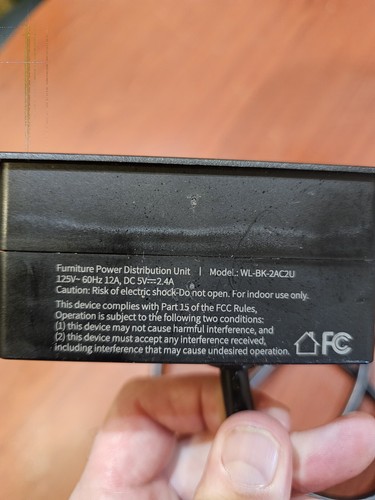 Furniture Power Distribution Unit | Model.: WL-BK-2AC2U
125V~ 60Hz 12A, DC 5V⎓2.4A
Caution: Risk of electric shock-Do not open. For indoor use only.
This device complies with Part 15 of the FCC Rules,
Operation is subject to the following two conditions:
(1) this device may not cause harmful interference, and
(2) this device must accept any interference received,
including interference that may cause undesired operation.
FC